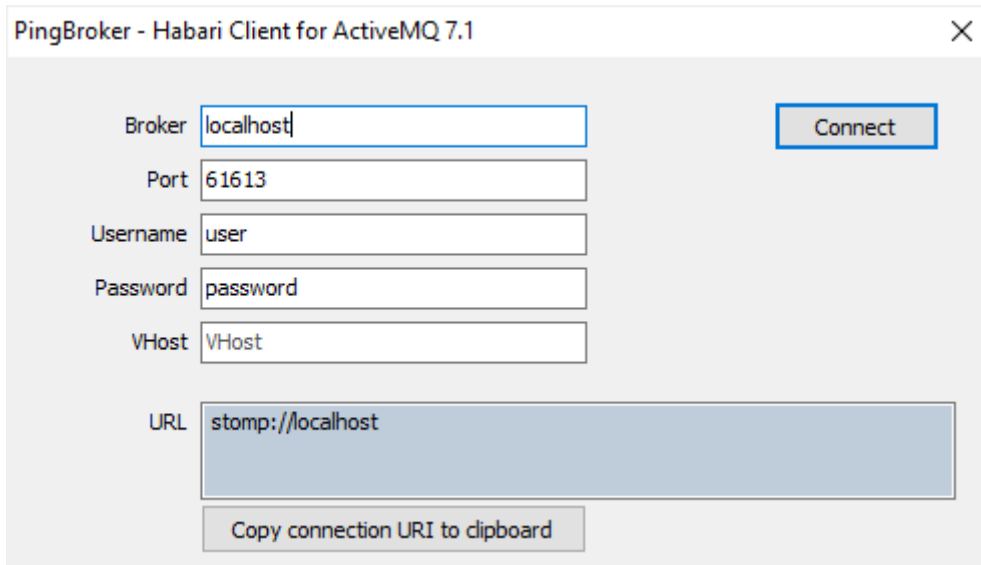 PingBroker - Habari Client for ActiveMQ 7.1
Broker localhost Connect
Port 61613
Username user
Password password
VHost VHost
URL stomp://localhost
Copy connection URI to clipboard